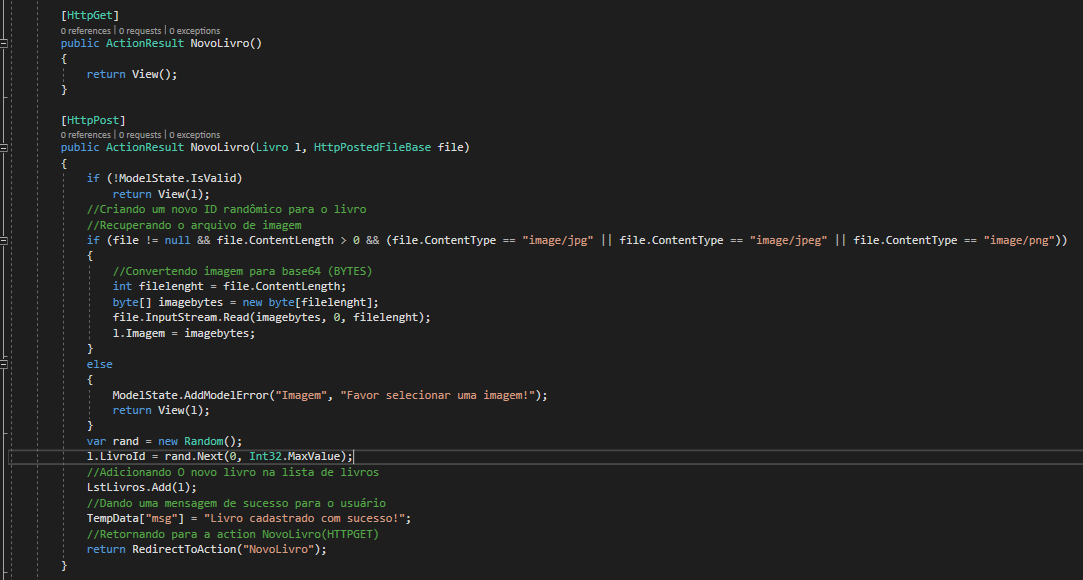 [HttpGet]
0 references | 0 requests | 0 exceptions
public ActionResult NovoLivro()
{
return View();
}
[HttpPost]
0 references | 0 requests | 0 exceptions
public ActionResult NovoLivro(Livro l, HttpPostedFileBase file)
{
if (!ModelState.IsValid)
return View(l);
//Criando um novo ID randômico para o livro
//Recuperando o arquivo de imagem
if (file != null && file.ContentLength > 0 && (file.ContentType == "image/jpg" || file.ContentType == "image/jpeg" || file.ContentType == "image/png"))
{
//Convertendo imagem para base64 (BYTES)
int filelenght = file.ContentLength;
byte[] imagebytes = new byte[filelenght];
file.InputStream.Read(imagebytes, 0, filelenght);
l.Imagem = imagebytes;
}
else
{
ModelState.AddModelError("Imagem", "Favor selecionar uma imagem!");
return View(l);
}
var rand = new Random();
l.LivroId = rand.Next(0, Int32.MaxValue);
//Adicionando O novo livro na lista de livros
LstLivros.Add(l);
//Dando uma mensagem de sucesso para o usuário
TempData["msg"] = "Livro cadastrado com sucesso!";
//Retornando para a action NovoLivro(HTTPGET)
return RedirectToAction("NovoLivro");
}